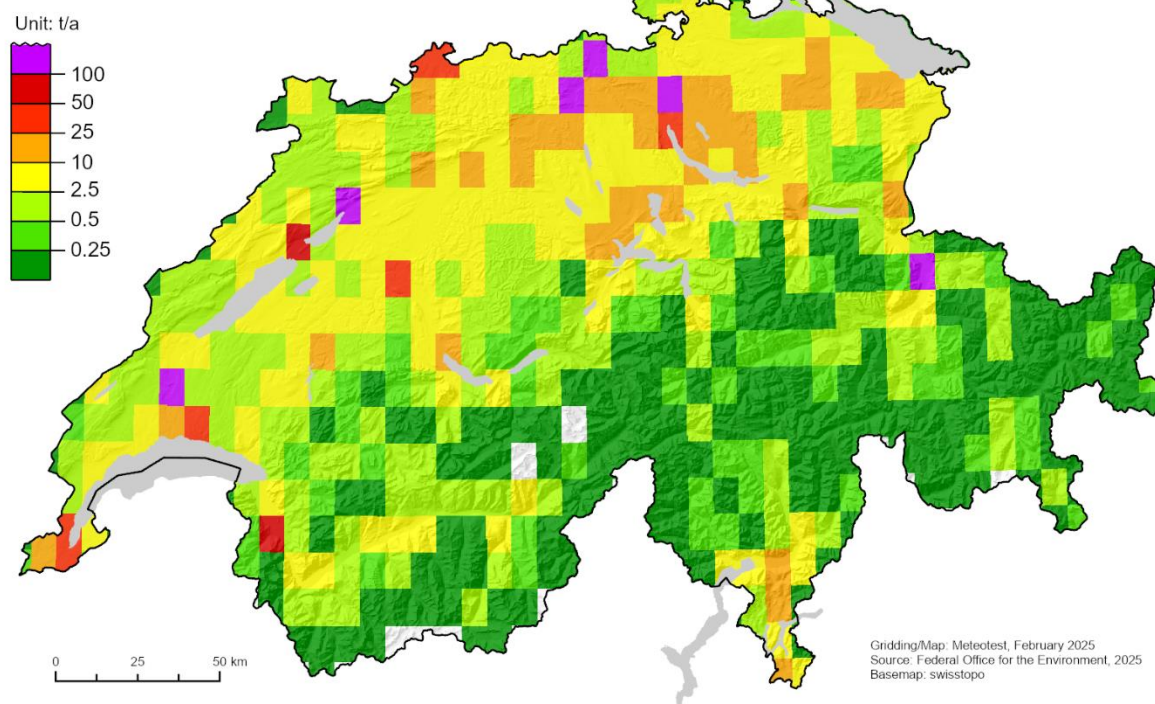 Unit: t/a
100
50
25
10
2.5
0.5
0.25
0 25 50 km
Gridding/Map: Meteotest, February 2025
Source: Federal Office for the Environment, 2025
Basemap: swisstopo